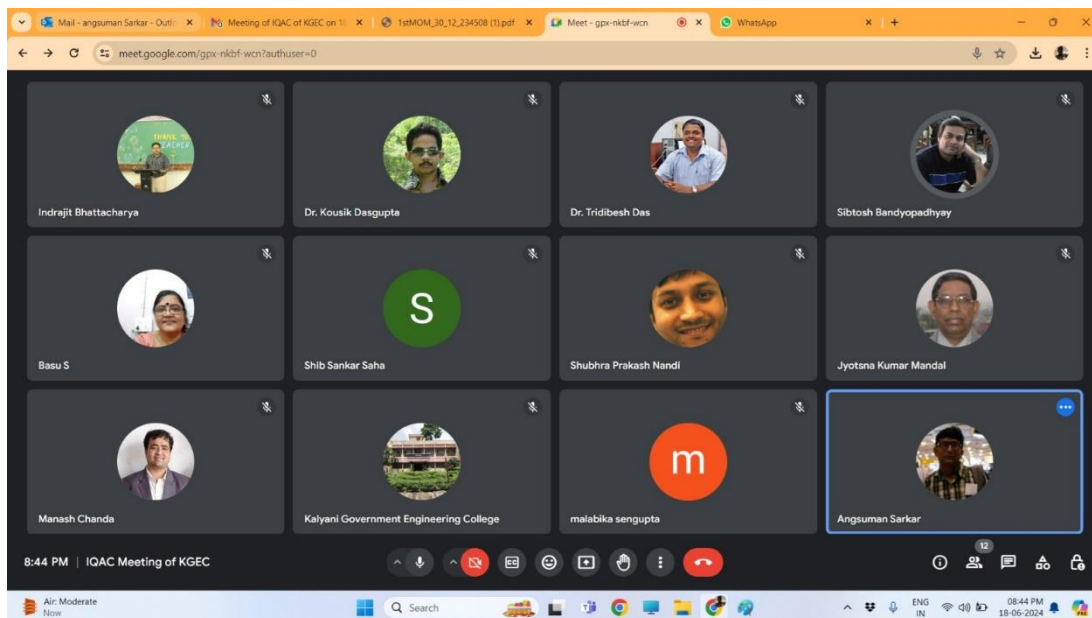 Mail - angsuman Sarkar - Outlo
Meeting of IQAC of KGEC on 1
1stMOM_30_12_234508 (1).pdf
Meet - gpx-nkbf-wcn
WhatsApp
meet.google.com/gpx-nkbf-wcn?authuser=0
THANK
TEACHER
Indrajit Bhattacharya
Dr. Kousik Dasgupta
Dr. Tridibesh Das
Sibtosh Bandyopadhyay
S
Basu S
Shib Sankar Saha
Shubhra Prakash Nandi
Jyotsna Kumar Mandal
m
Manash Chanda
Kalyani Government Engineering College
malabika sengupta
Angsuman Sarkar
8:44 PM | IQAC Meeting of KGEC
12
Air: Moderate
Now
Search
ENG
IN
08:44 PM
18-06-2024